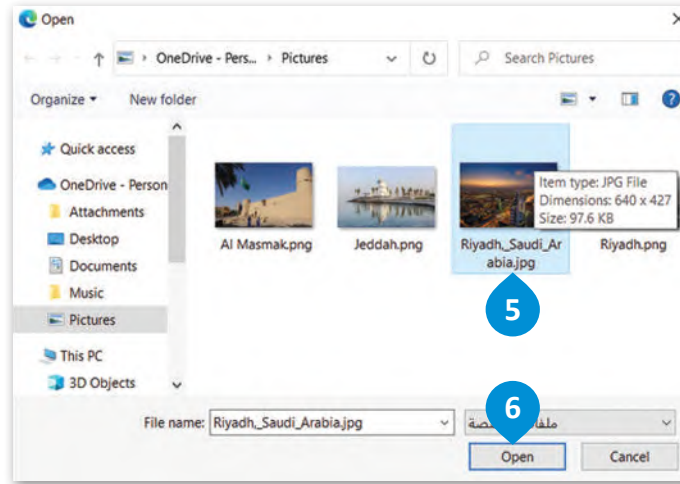 Open
OneDrive - Pers... › Pictures
Search Pictures
Organize
New folder
Quick access
OneDrive - Person
Attachments
Desktop
Documents
Music
Pictures
This PC
3D Objects
Al Masmak.png
Jeddah.png
Riyadh,_Saudi_Ar
abia.jpg
Item type: JPG File
Dimensions: 640 x 427
Size: 97.6 KB
Riyadh.png
5
File name: Riyadh,_Saudi_Arabia.jpg
6
Open
Cancel